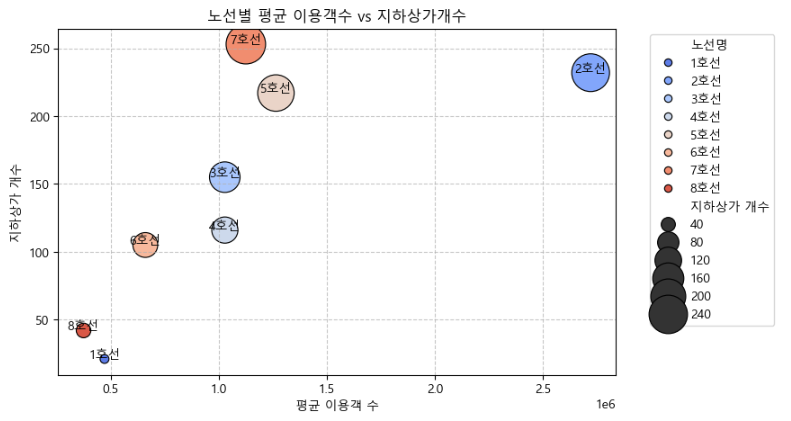 노선별 평균 이용객수 vs 지하상가개수
지하상가 개수
250
200
150
100
50
7호선
2호선
5호선
3호선
4호선
6호선
8호선
1호선
0.5
1.0
1.5
2.0
2.5
1e6
평균 이용객 수
노선명
1호선
2호선
3호선
4호선
5호선
6호선
7호선
8호선
지하상가 개수
40
80
120
160
200
240